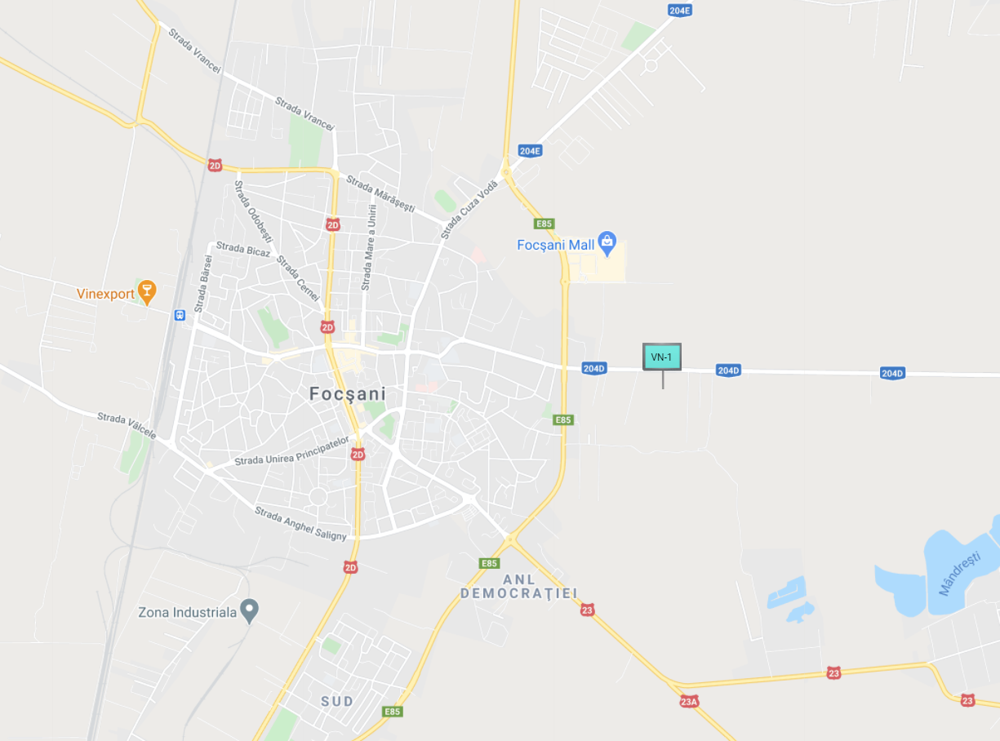 204E
Strada Vrancei
Strada Vrancei
204E
2D
Strada Mărășești
Strada Cuza Vodă
Strada Odobești
Strada Mare a Unirii
2D
E85
Focșani Mall
Strada Bicaz
Strada Bârsei
Strada Cernei
Vinexport
2D
VN-1
204D
204D
204D
Focșani
Strada Vâlcele
E85
Strada Unirea Principatelor
2D
Strada Anghel Saligny
2D
E85
ANL
DEMOCRAȚIEI
Mândrești
Zona Industriala
23
23
23A
23
SUD
E85